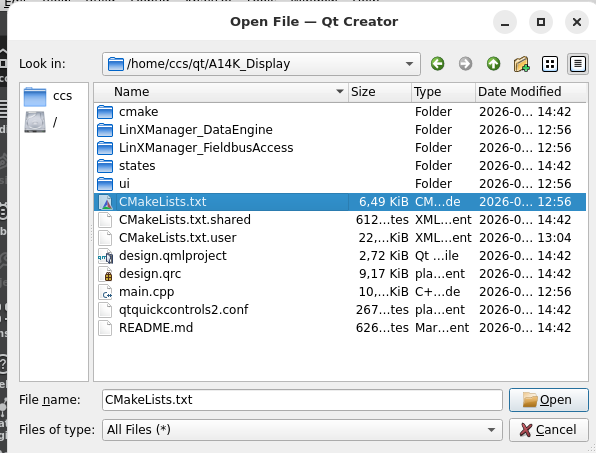 Open File — Qt Creator
Look in: /home/ccs/qt/A14K_Display
ccs
/
Name Size Type Date Modified
cmake Folder 2026-0... 14:42
LinXManager_DataEngine Folder 2026-0... 12:56
LinXManager_FieldbusAccess Folder 2026-0... 12:56
states Folder 2026-0... 14:42
ui Folder 2026-0... 12:56
CMakeLists.txt 6,49 KiB CM...de 2026-0... 12:56
CMakeLists.txt.shared 612...tes XML...ent 2026-0... 14:42
CMakeLists.txt.user 22,...KiB XML...ent 2026-0... 13:04
design.qmlproject 2,72 KiB Qt ...ile 2026-0... 14:42
design.qrc 9,17 KiB pla...ent 2026-0... 14:42
main.cpp 10,...KiB C+...de 2026-0... 12:56
qtquickcontrols2.conf 267...tes pla...ent 2026-0... 14:42
README.md 626...tes Mar...ent 2026-0... 14:42
File name: CMakeLists.txt Open
Files of type: All Files (*) Cancel